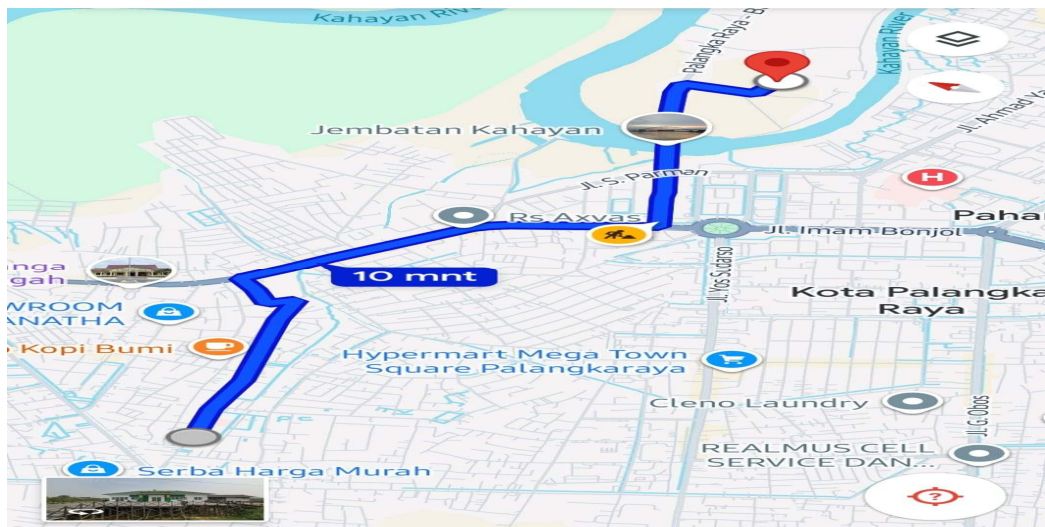 Kahayan River
Palangka Raya - B
Kahayan River
Jembatan Kahayan
Jl. Ahmad Ya
Jl. S. Parman
H
Rs Axvas
Jl. Imam Bonjol
Paha
anga
gah
10 mnt
Jl. Yos Sudarso
WROOM
ANATHA
Kota Palangka
Raya
Kopi Bumi
Hypermart Mega Town
Square Palangkaraya
Cleno Laundry
Jl. G. Obos
REALMUS CELL
SERVICE DAN...
Serba Harga Murah
?